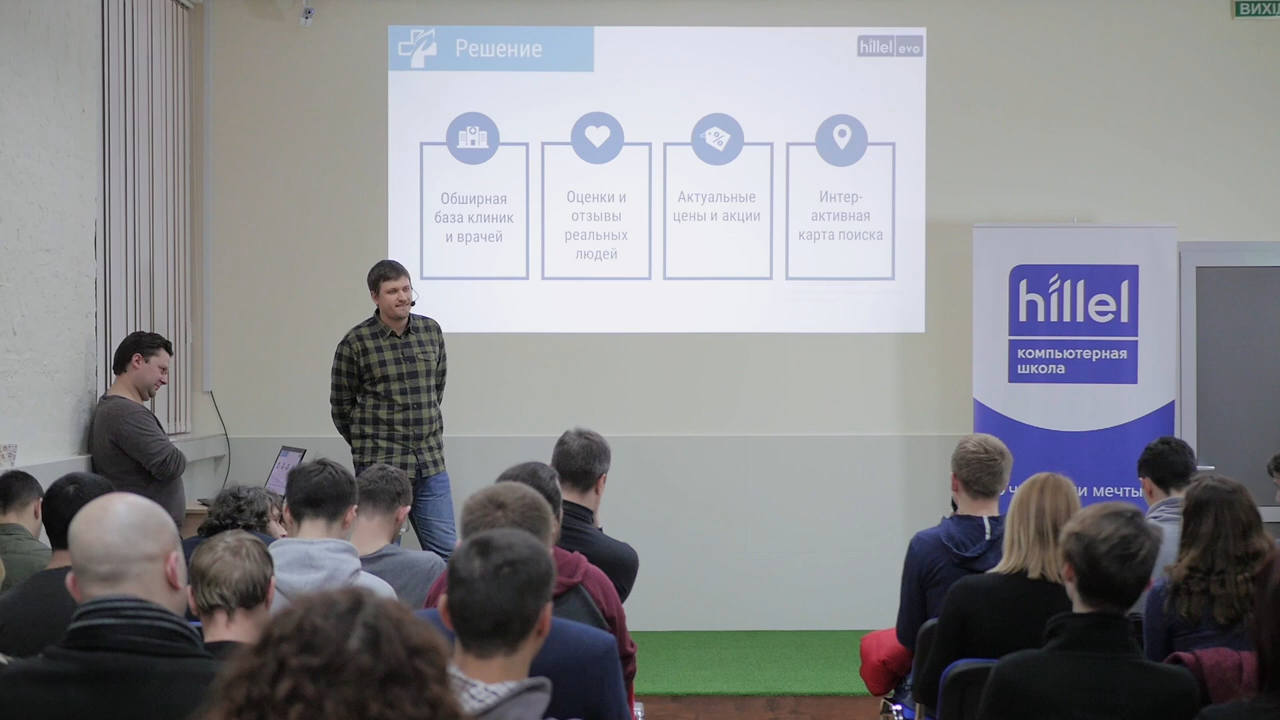 ВИХІД
Решение
hillel evo
Обширная
база клиник
и врачей
Оценки и
отзывы
реальных
людей
Актуальные
цены и акции
Интер-
активная
карта поиска
%
hillel
компьютерная
школа
и мечты